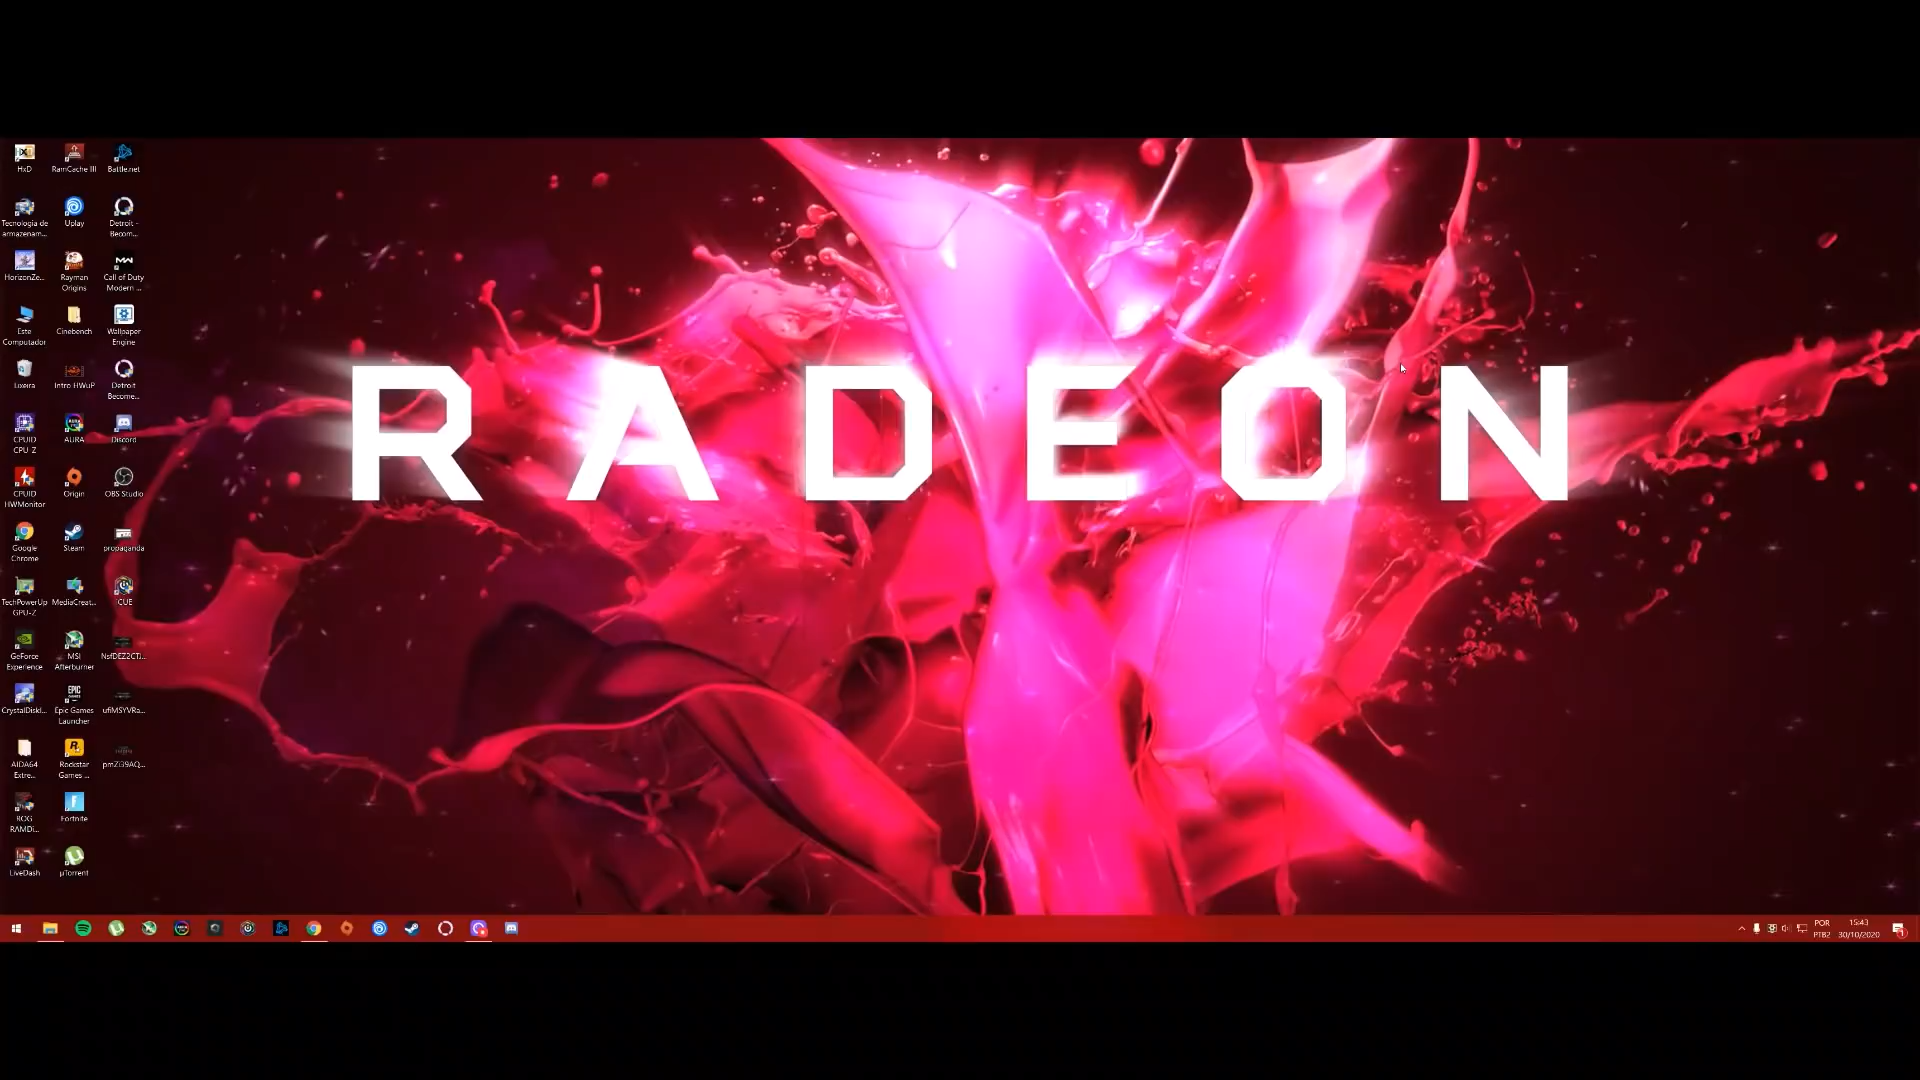 HxD
RamCache III
Battle.net
Tecnologia de
armazenam...
Uplay
Detroit -
Becom...
HorizonZe...
Rayman
Origins
Call of Duty
Modern ...
Este
Computador
Cinebench
Wallpaper
Engine
Lixeira
Intro HWuP
Detroit
Become...
CPUID
CPU-Z
AURA
Discord
CPUID
HWMonitor
Origin
OBS Studio
Google
Chrome
Steam
propaganda
TechPowerUp
GPU-Z
MediaCreat...
iCUE
GeForce
Experience
MSI
Afterburner
NsfDEZ2CTJ...
CrystalDiskI...
Epic Games
Launcher
ufiMSYVRa...
AIDA64
Extre...
Rockstar
Games ...
pmZi39AQ...
ROG
RAMDi...
Fortnite
LiveDash
µTorrent
RADEON
POR
PTB2
15:43
30/10/2020